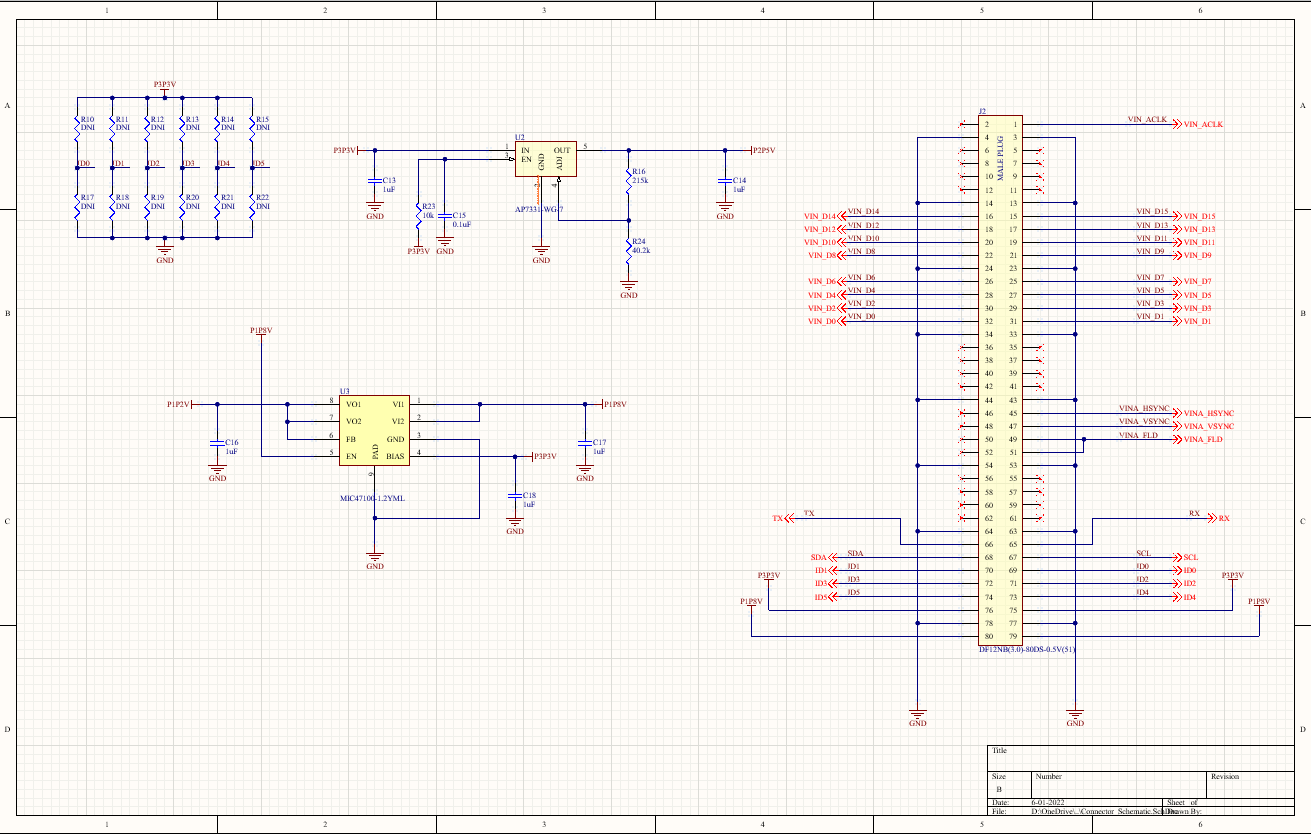 1 2 3 4 5 6
A
B
C
D
P3P3V
R10 DNI
R11 DNI
R12 DNI
R13 DNI
R14 DNI
R15 DNI
ID0 ID1 ID2 ID3 ID4 ID5
R17 DNI
R18 DNI
R19 DNI
R20 DNI
R21 DNI
R22 DNI
GND
U2
P3P3V
1 IN OUT 5
3 EN
GND ADJ
2 4
AP7331-WG-7
P2P5V
C13
1uF
GND
R23
10k
P3P3V
C15
0.1uF
GND
GND
R16
215k
R24
40.2k
GND
C14
1uF
GND
P1P8V
U3
P1P2V
8 VO1 VI1 1
7 VO2 VI2 2
6 FB GND 3
5 EN BIAS 4
PAD
9
MIC47100-1.2YML
P1P8V
P3P3V
C16
1uF
GND
C17
1uF
GND
C18
1uF
GND
GND
J2
MALE PLUG
2 1 VIN_ACLK VIN_ACLK
4 3
6 5
8 7
10 9
12 11
14 13
VIN_D14 VIN_D14 16 15 VIN_D15 VIN_D15
VIN_D12 VIN_D12 18 17 VIN_D13 VIN_D13
VIN_D10 VIN_D10 20 19 VIN_D11 VIN_D11
VIN_D8 VIN_D8 22 21 VIN_D9 VIN_D9
24 23
VIN_D6 VIN_D6 26 25 VIN_D7 VIN_D7
VIN_D4 VIN_D4 28 27 VIN_D5 VIN_D5
VIN_D2 VIN_D2 30 29 VIN_D3 VIN_D3
VIN_D0 VIN_D0 32 31 VIN_D1 VIN_D1
34 33
36 35
38 37
40 39
42 41
44 43
46 45 VINA_HSYNC VINA_HSYNC
48 47 VINA_VSYNC VINA_VSYNC
50 49 VINA_FLD VINA_FLD
52 51
54 53
56 55
58 57
60 59
62 61
TX TX RX RX
64 63
66 65
SDA SDA 68 67 SCL SCL
ID1 ID1 70 69 ID0 ID0
ID3 ID3 72 71 ID2 ID2
ID5 ID5 74 73 ID4 ID4
P3P3V 76 75 P3P3V
78 77
P1P8V 80 79 P1P8V
DF12NB(3.0)-80DS-0.5V(51)
GND GND
Title
Size Number Revision
B
Date: 6-01-2022 Sheet of
File: D:\OneDrive\..\Connector_Schematic.SchDoc Drawn By:
1 2 3 4 5 6
A
B
C
D